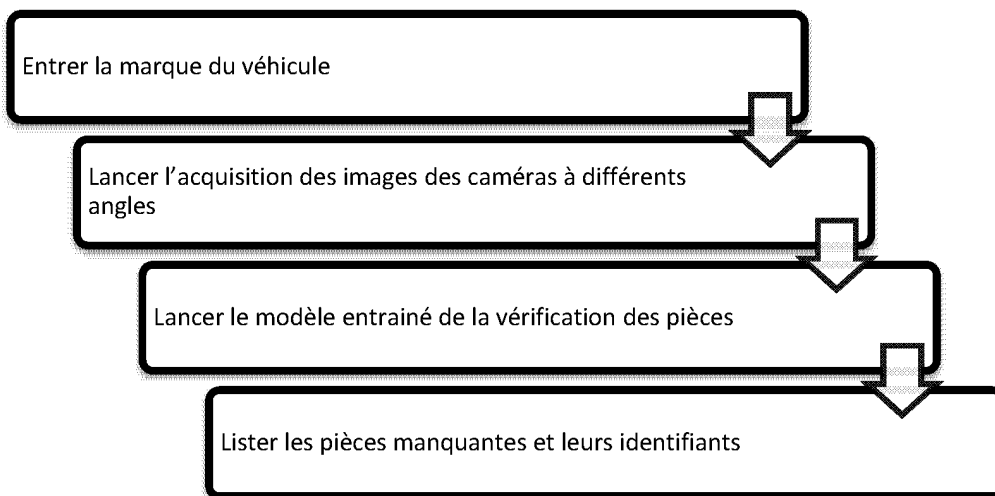 Entrer la marque du véhicule
Lancer l’acquisition des images des caméras à différents
angles
Lancer le modèle entrainé de la vérification des pièces
Lister les pièces manquantes et leurs identifiants